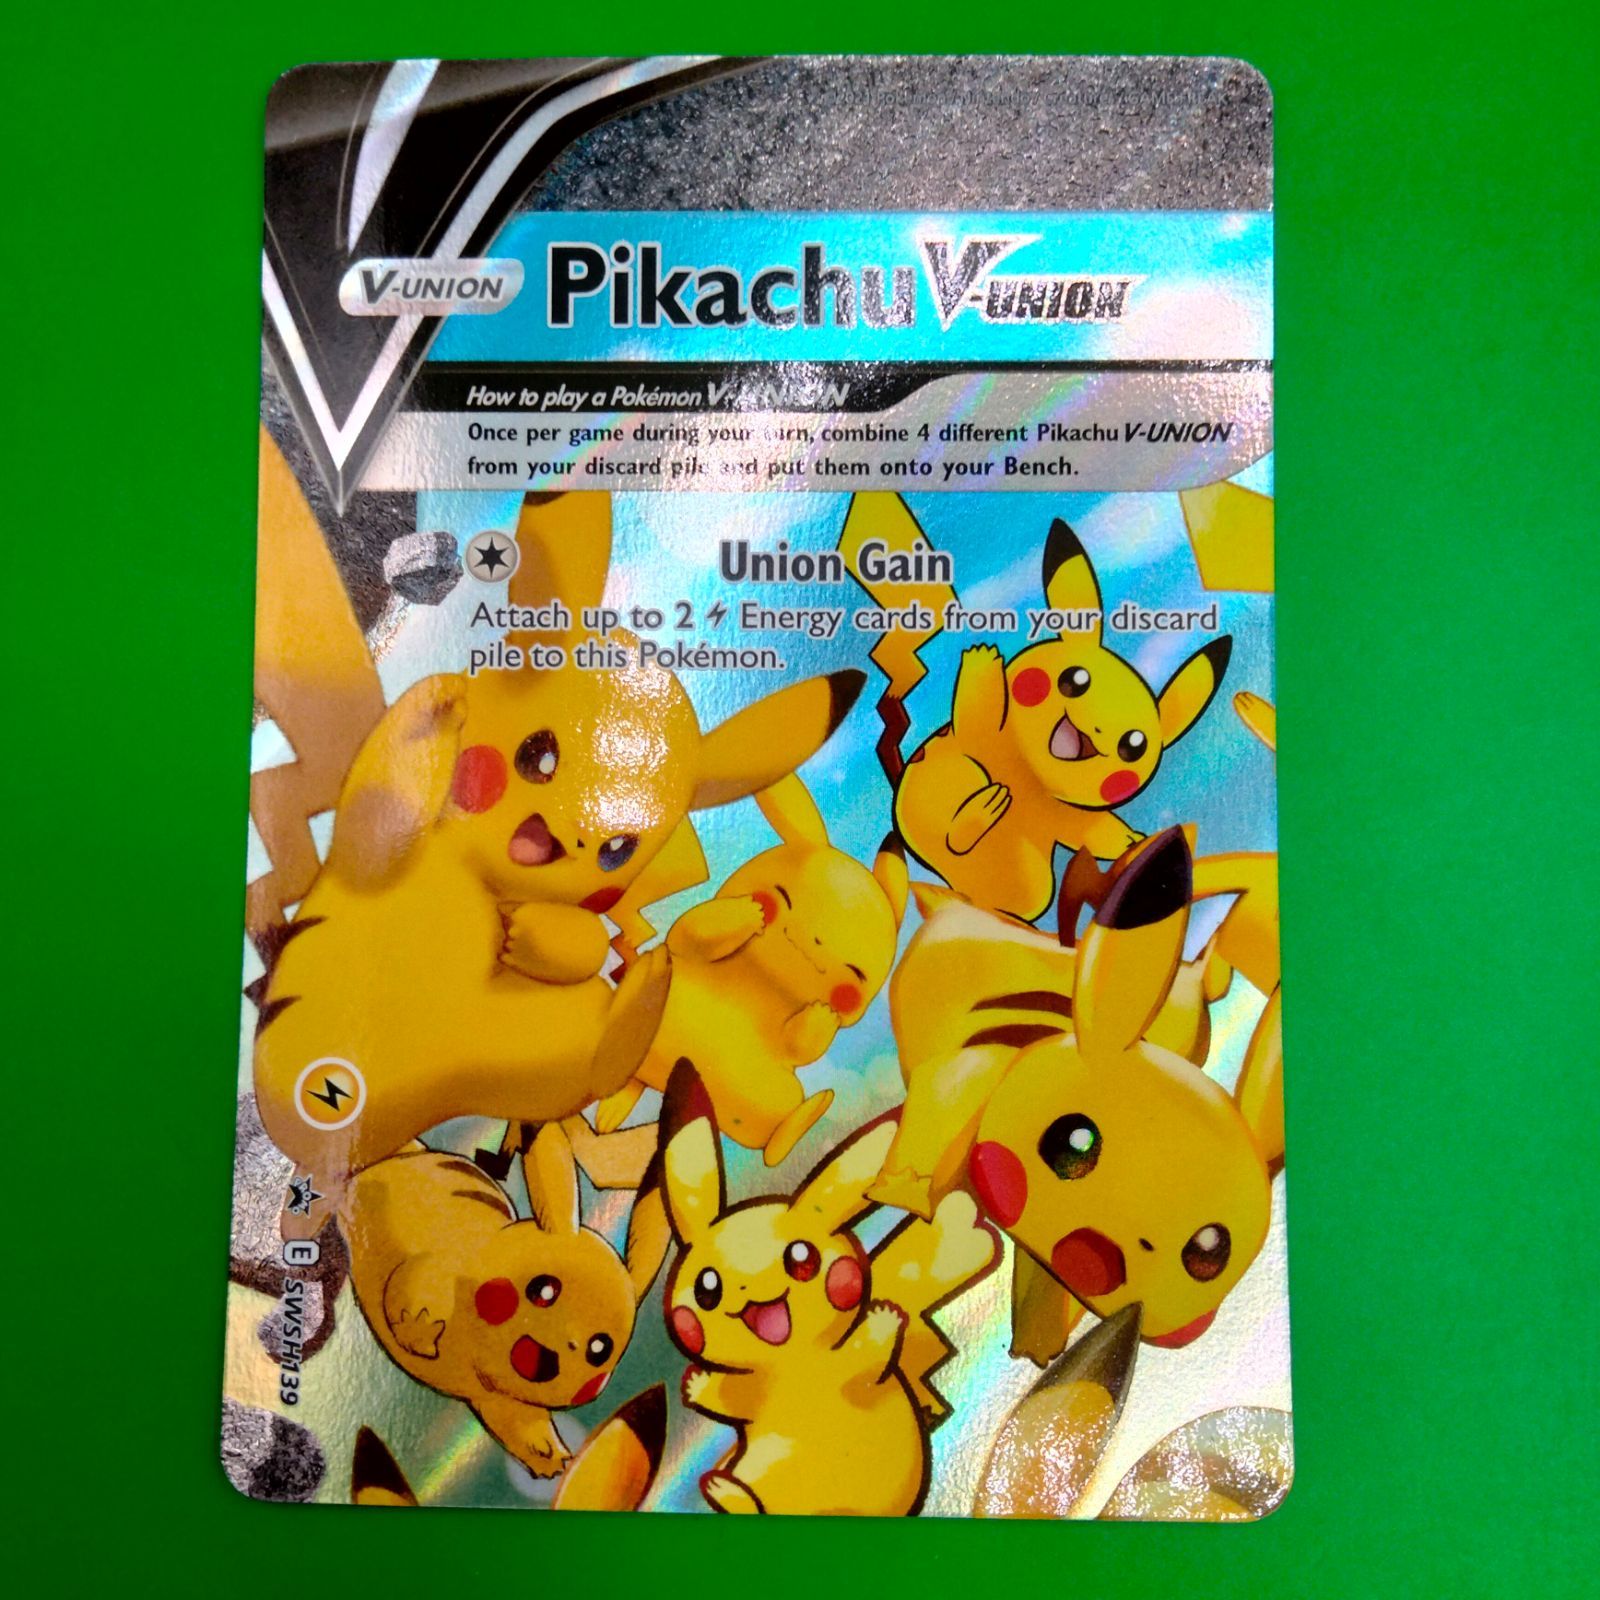 V-UNION
Pikachu V-UNION
How to play a Pokémon V-UNION
Once per game during your turn, combine 4 different Pikachu V-UNION
from your discard pile and put them onto your Bench.
Union Gain
Attach up to 2 Energy cards from your discard
pile to this Pokémon.
E SWSH139